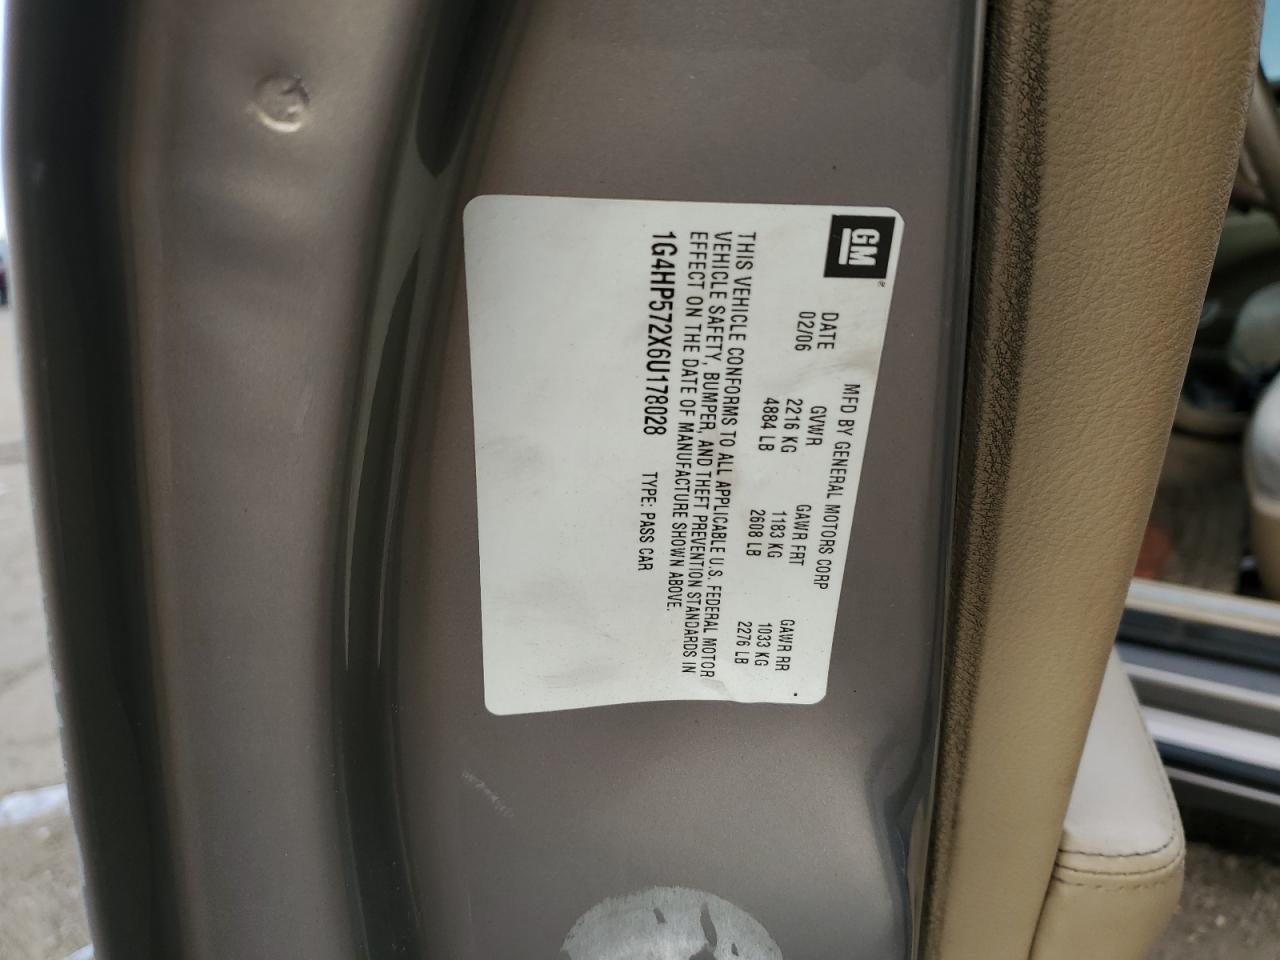 GM
MFD BY GENERAL MOTORS CORP
DATE GVWR GAWR FRT GAWR RR
02/06 2216 KG 1183 KG 1033 KG
4884 LB 2608 LB 2276 LB
THIS VEHICLE CONFORMS TO ALL APPLICABLE U.S. FEDERAL MOTOR
VEHICLE SAFETY, BUMPER, AND THEFT PREVENTION STANDARDS IN
EFFECT ON THE DATE OF MANUFACTURE SHOWN ABOVE.
1G4HP572X6U178028 TYPE: PASS CAR